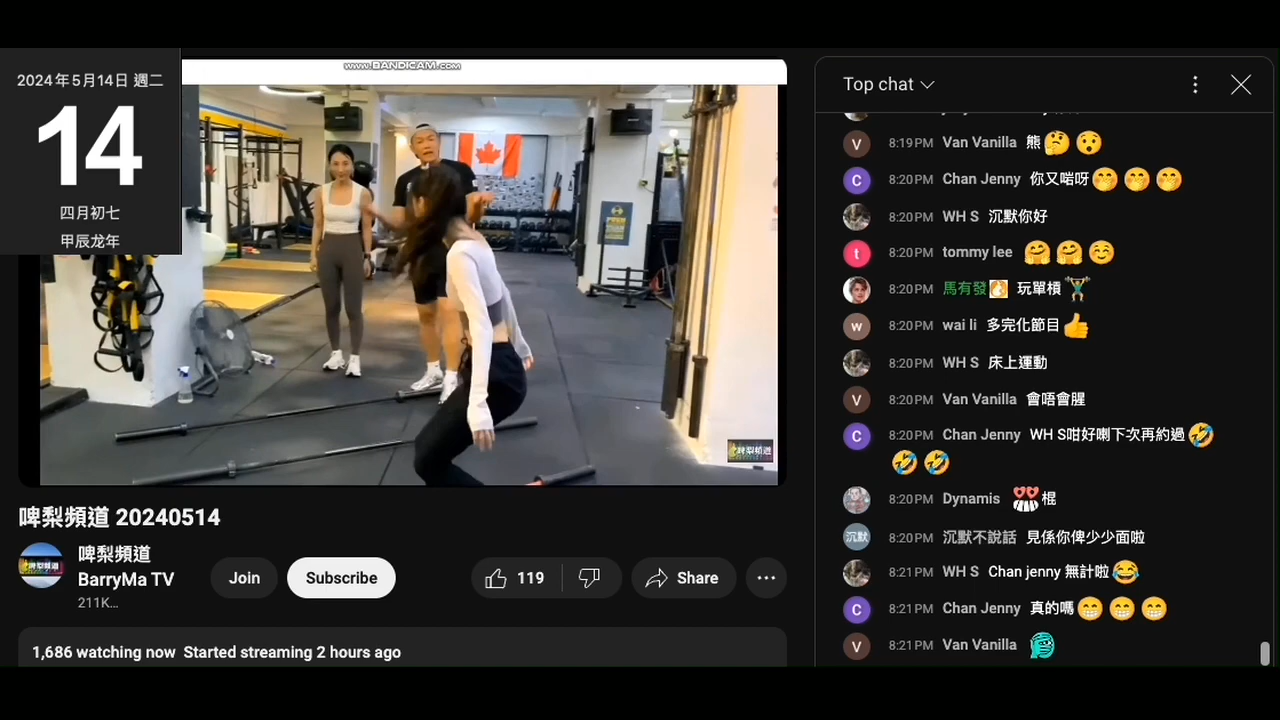 2024年5月14日 週二
14
四月初七
甲辰龙年
www.BANDICAM.com
啤梨頻道
啤梨頻道 20240514
啤梨頻道
BarryMa TV
211K…
Join
Subscribe
119
Share
1,686 watching now Started streaming 2 hours ago
Top chat
8:19PM Van Vanilla 熊🤔😯
8:20PM Chan Jenny 你又啱呀🤭🤭🤭
8:20PM WH S 沉默你好
8:20PM tommy lee 🤗🤗☺️
8:20PM 馬有發 玩單槓🏋️
8:20PM wai li 多完化節目👍
8:20PM WH S 床上運動
8:20PM Van Vanilla 會唔會腥
8:20PM Chan Jenny WH S咁好喇下次再約過🤣
🤣🤣
8:20PM Dynamis 棍
沉默
8:20PM 沉默不說話 見係你俾少少面啦
8:21PM WH S Chan jenny 無計啦😂
8:21PM Chan Jenny 真的嗎😁😁😁
8:21PM Van Vanilla